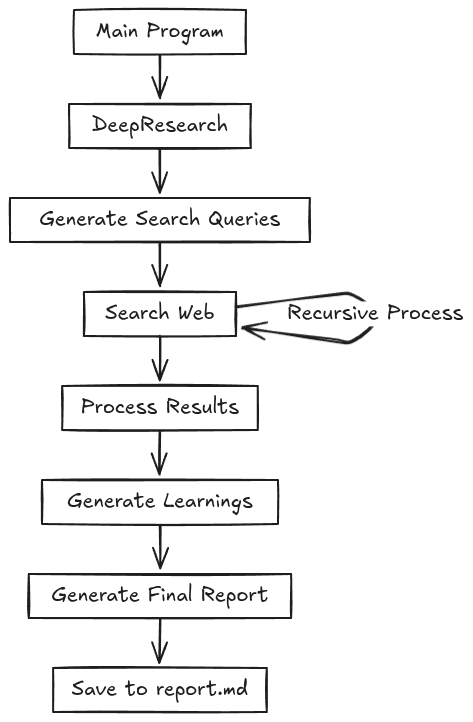 Main Program
DeepResearch
Generate Search Queries
Search Web
Recursive Process
Process Results
Generate Learnings
Generate Final Report
Save to report.md